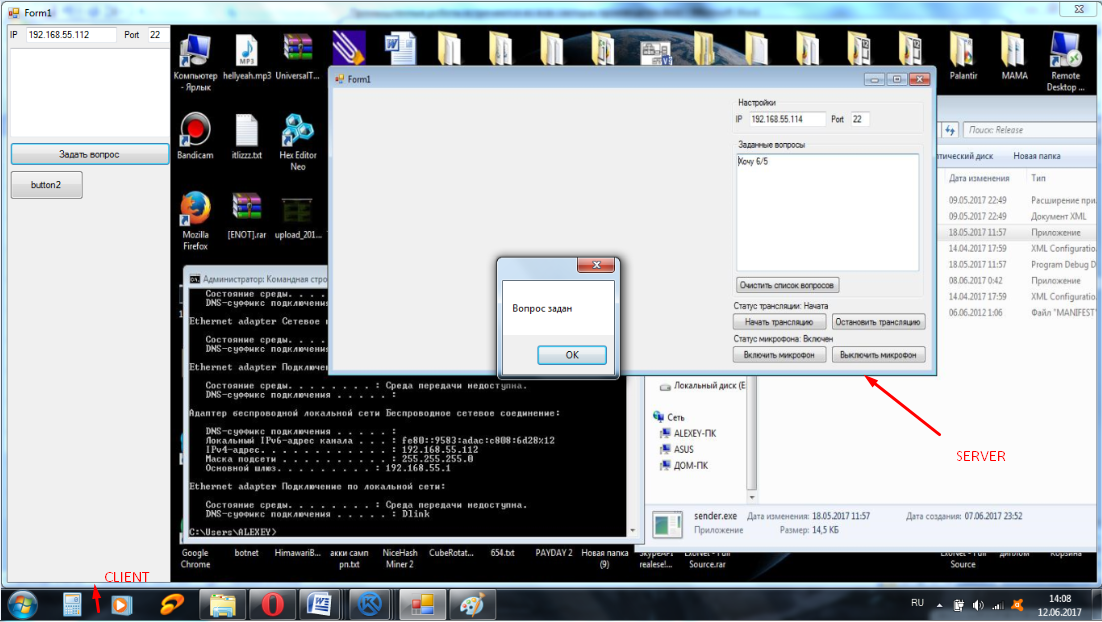 Form1
IP 192.168.55.112 Port 22
Задать вопрос
button2
Компьютер - Ярлык
hellyeah.mp3
UniversalT...
Palantir
MAMA
Remote Desktop ...
Bandicam
itlizzz.txt
Hex Editor Neo
Mozilla Firefox
[ENOT].rar
upload_201...
Form1
Настройки
IP 192.168.55.114 Port 22
Заданные вопросы
Хочу 6/5
Очистить список вопросов
Статус трансляции: Начата
Начать трансляцию
Остановить трансляцию
Статус микрофона: Включен
Включить микрофон
Выключить микрофон
Вопрос задан
OK
Поиск: Release
тический диск Новая папка
Дата изменения Тип
09.05.2017 22:49 Расширение при
09.05.2017 22:49 Документ XML
18.05.2017 11:57 Приложение
14.04.2017 17:59 XML Configuratio
18.05.2017 11:57 Program Debug D
08.06.2017 0:42 Приложение
14.04.2017 17:59 XML Configuratio
06.06.2012 1:06 Файл "MANIFEST"
Администратор: Командная стро
Состояние среды. . . . .
DNS-суффикс подключения
Ethernet adapter Сетевое
Состояние среды. . . . .
DNS-суффикс подключения
Ethernet adapter Подключен
Состояние среды. . . . . . . . : Среда передачи недоступна.
DNS-суффикс подключения . . . . . :
Адаптер беспроводной локальной сети Беспроводное сетевое соединение:
DNS-суффикс подключения . . . . . :
Локальный IPv6-адрес канала . . . : fe80::9583:adac:c808:6d28%12
IPv4-адрес. . . . . . . . . . . . : 192.168.55.112
Маска подсети . . . . . . . . . . : 255.255.255.0
Основной шлюз. . . . . . . . . : 192.168.55.1
Ethernet adapter Подключение по локальной сети:
Состояние среды. . . . . . . . : Среда передачи недоступна.
DNS-суффикс подключения . . . . . : Dlink
C:\Users\ALEXEY>
Локальный диск (E
Сеть
ALEXEY-ПК
ASUS
ДОМ-ПК
SERVER
sender.exe Дата изменения: 18.05.2017 11:57 Дата создания: 07.06.2017 23:52
Приложение Размер: 14,5 КБ
Google Chrome
botnet
HimawariB...
акки самп рп.txt
NiceHash Miner 2
CubeRotat...
654.txt
PAYDAY 2
Новая папка (9)
realese!...
Source.rar
Source
Корзина
CLIENT
RU
14:08
12.06.2017